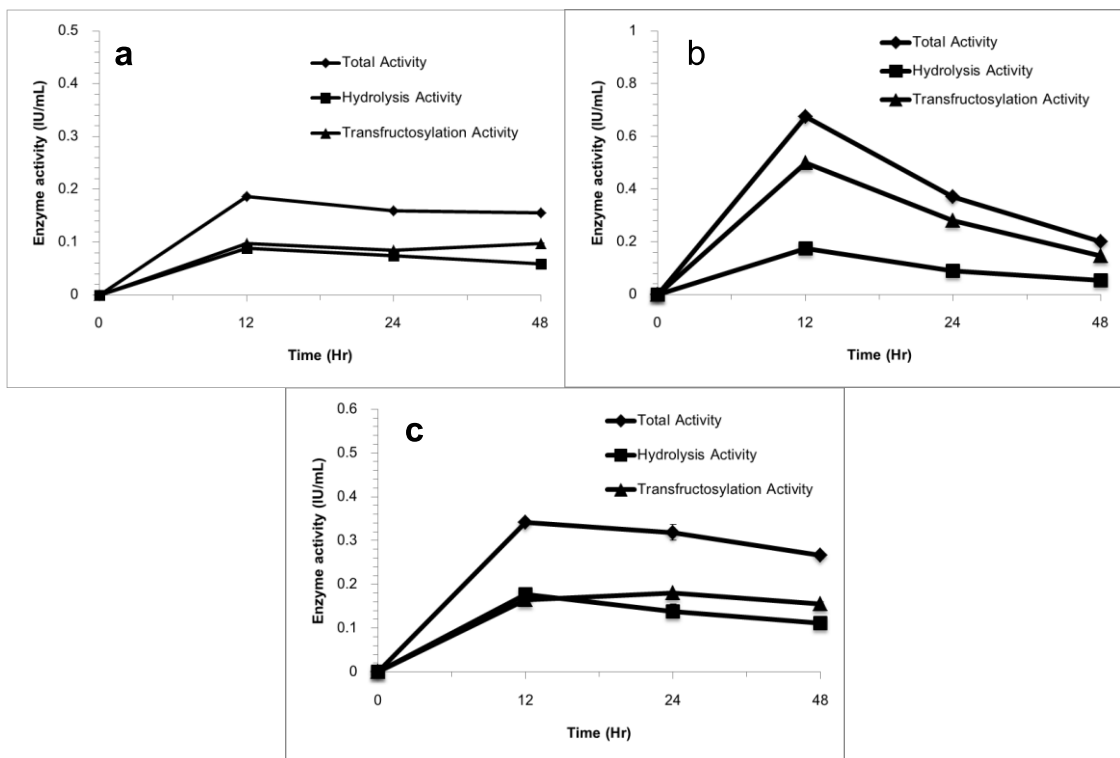 a
0.5
0.4
0.3
0.2
0.1
0
Enzyme activity (IU/mL)
Total Activity
Hydrolysis Activity
Transfructosylation Activity
0 12 24 48
Time (Hr)
b
1
0.8
0.6
0.4
0.2
0
Enzyme activity (IU/mL)
Total Activity
Hydrolysis Activity
Transfructosylation Activity
0 12 24 48
Time (Hr)
c
0.6
0.5
0.4
0.3
0.2
0.1
0
Enzyme activity (IU/mL)
Total Activity
Hydrolysis Activity
Transfructosylation Activity
0 12 24 48
Time (Hr)